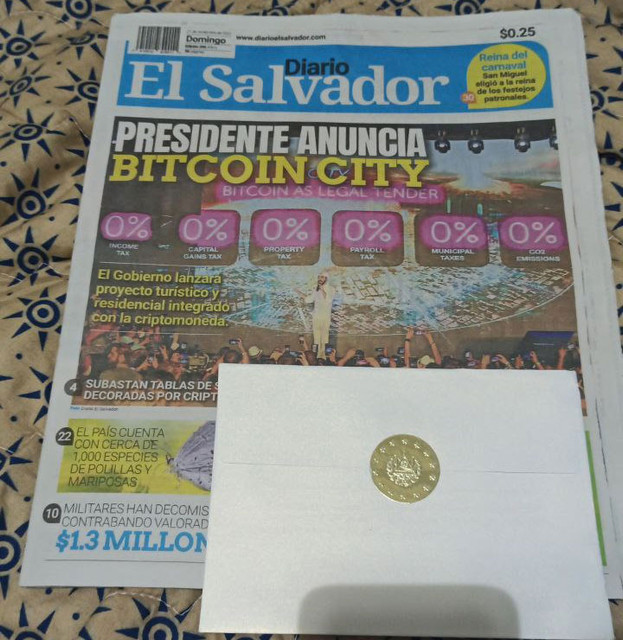 Domingo
www.diarioelsalvador.com
$0.25
Diario
El Salvador
Reina del
carnaval
San Miguel
eligió a la reina
de los festejos
patronales.
30
PRESIDENTE ANUNCIA
BITCOIN CITY
BITCOIN AS LEGAL TENDER
0% 0% 0% 0% 0% 0%
INCOME TAX
CAPITAL GAINS TAX
PROPERTY TAX
PAYROLL TAX
MUNICIPAL TAXES
CO2 EMISSIONS
El Gobierno lanzará
proyecto turístico y
residencial integrado
con la criptomoneda.
4 SUBASTAN TABLAS DE S
DECORADAS POR CRIPT
22 EL PAÍS CUENTA
CON CERCA DE
1,000 ESPECIES
DE POLILLAS Y
MARIPOSAS
10 MILITARES HAN DECOMIS
CONTRABANDO VALORAD
$1.3 MILLON